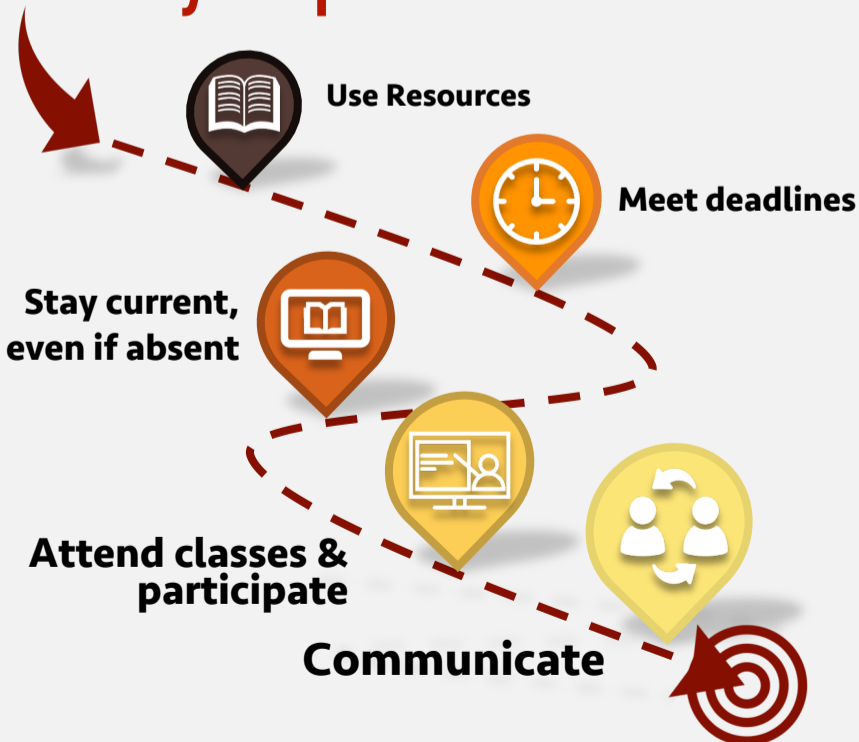 Use Resources
Meet deadlines
Stay current,
even if absent
Attend classes &
participate
Communicate